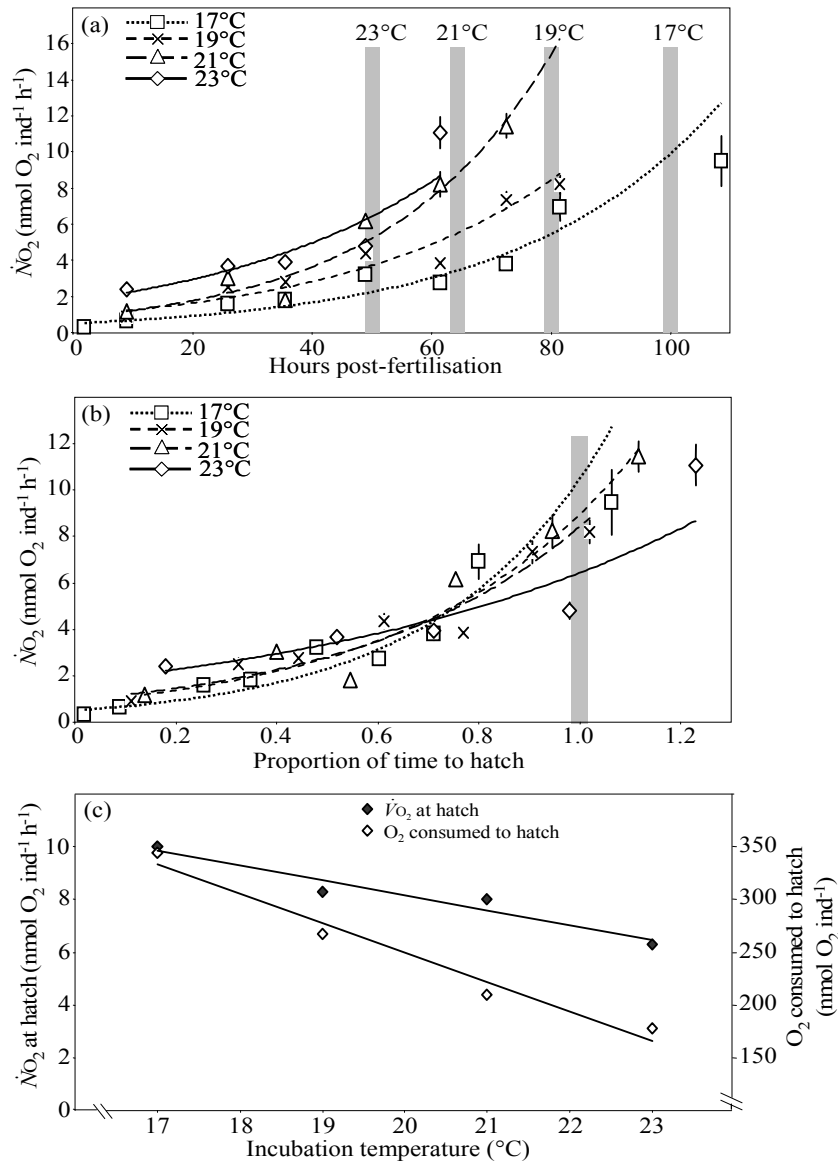 (a)
17°C
19°C
21°C
23°C
23°C 21°C 19°C 17°C
16
14
12
10
8
6
4
2
0
ṄO₂ (nmol O₂ ind⁻¹ h⁻¹)
0 20 40 60 80 100
Hours post-fertilisation
(b)
17°C
19°C
21°C
23°C
12
10
8
6
4
2
0
ṄO₂ (nmol O₂ ind⁻¹ h⁻¹)
0 0.2 0.4 0.6 0.8 1.0 1.2
Proportion of time to hatch
(c)
V̇O₂ at hatch
O₂ consumed to hatch
10
8
6
4
2
0
ṄO₂ at hatch (nmol O₂ ind⁻¹ h⁻¹)
350
300
250
200
150
O₂ consumed to hatch
(nmol O₂ ind⁻¹)
17 19 20 21 22 23
Incubation temperature (°C)